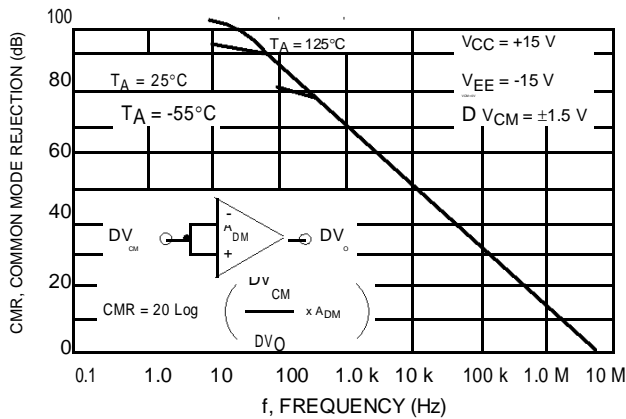 CMR, COMMON MODE REJECTION (dB)
100
80
60
40
20
0
TA = 125°C
TA = 25°C
TA = -55°C
VCC = +15 V
VEE = -15 V
D VCM = ±1.5 V
DVCM
-
ADM
+
DVO
CMR = 20 Log
DVCM
DVO
x ADM
0.1 1.0 10 100 1.0 k 10 k 100 k 1.0 M 10 M
f, FREQUENCY (Hz)